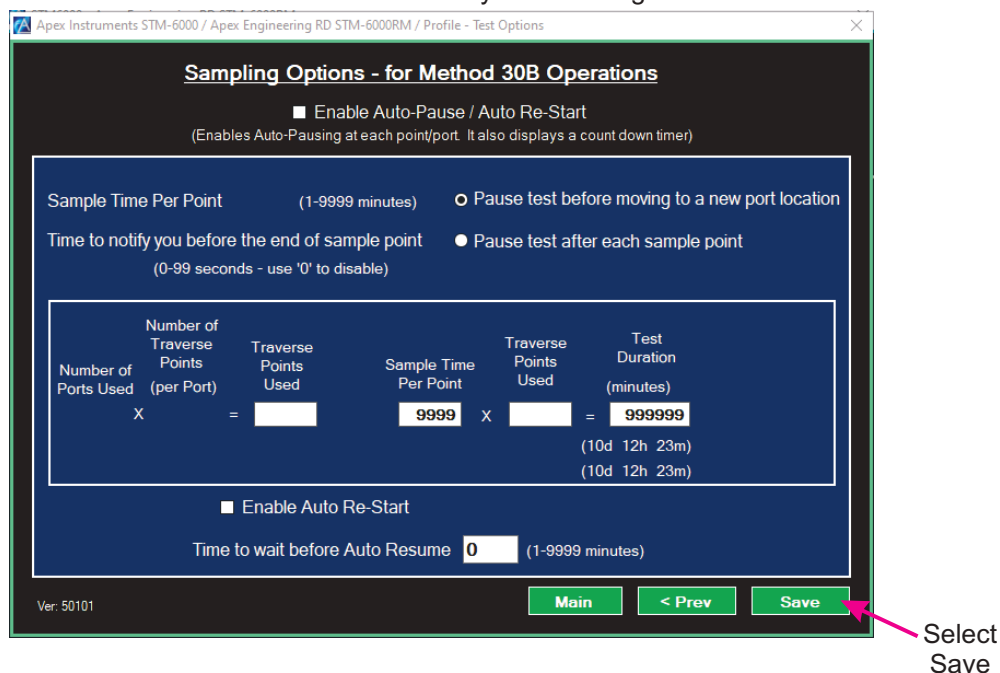 Apex Instruments STM-6000 / Apex Engineering RD STM-6000RM / Profile - Test Options
Sampling Options - for Method 30B Operations
Enable Auto-Pause / Auto Re-Start
(Enables Auto-Pausing at each point/port. It also displays a count down timer)
Sample Time Per Point (1-9999 minutes) Pause test before moving to a new port location
Time to notify you before the end of sample point Pause test after each sample point
(0-99 seconds - use '0' to disable)
Number of
Ports Used
Number of
Traverse
Points
(per Port)
Traverse
Points
Used
Sample Time
Per Point
Traverse
Points
Used
Test
Duration
(minutes)
X = 9999 X = 999999
(10d 12h 23m)
(10d 12h 23m)
Enable Auto Re-Start
Time to wait before Auto Resume 0 (1-9999 minutes)
Ver: 50101 Main < Prev Save
Select
Save